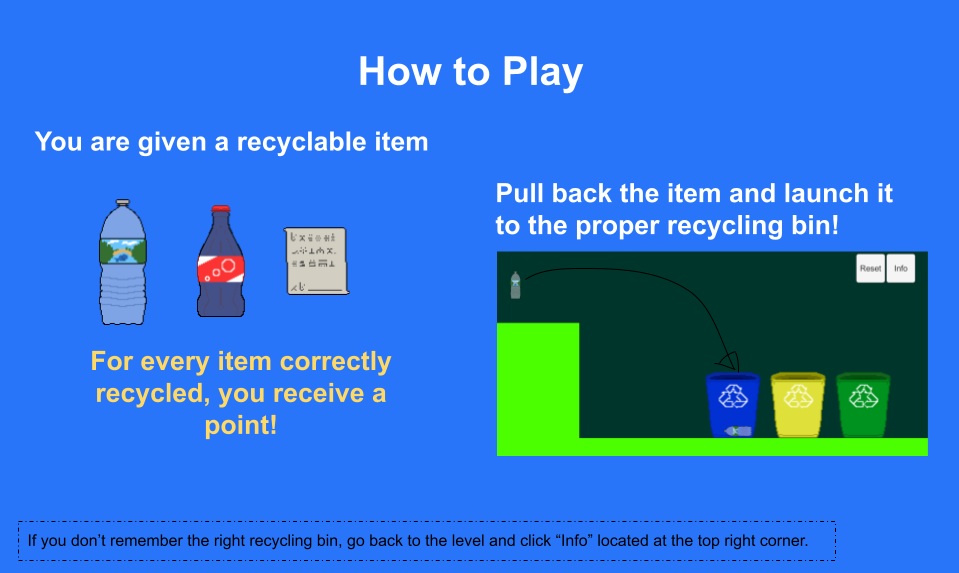 How to Play
You are given a recyclable item
Pull back the item and launch it
to the proper recycling bin!
Reset Info
For every item correctly
recycled, you receive a
point!
If you don’t remember the right recycling bin, go back to the level and click “Info” located at the top right corner.